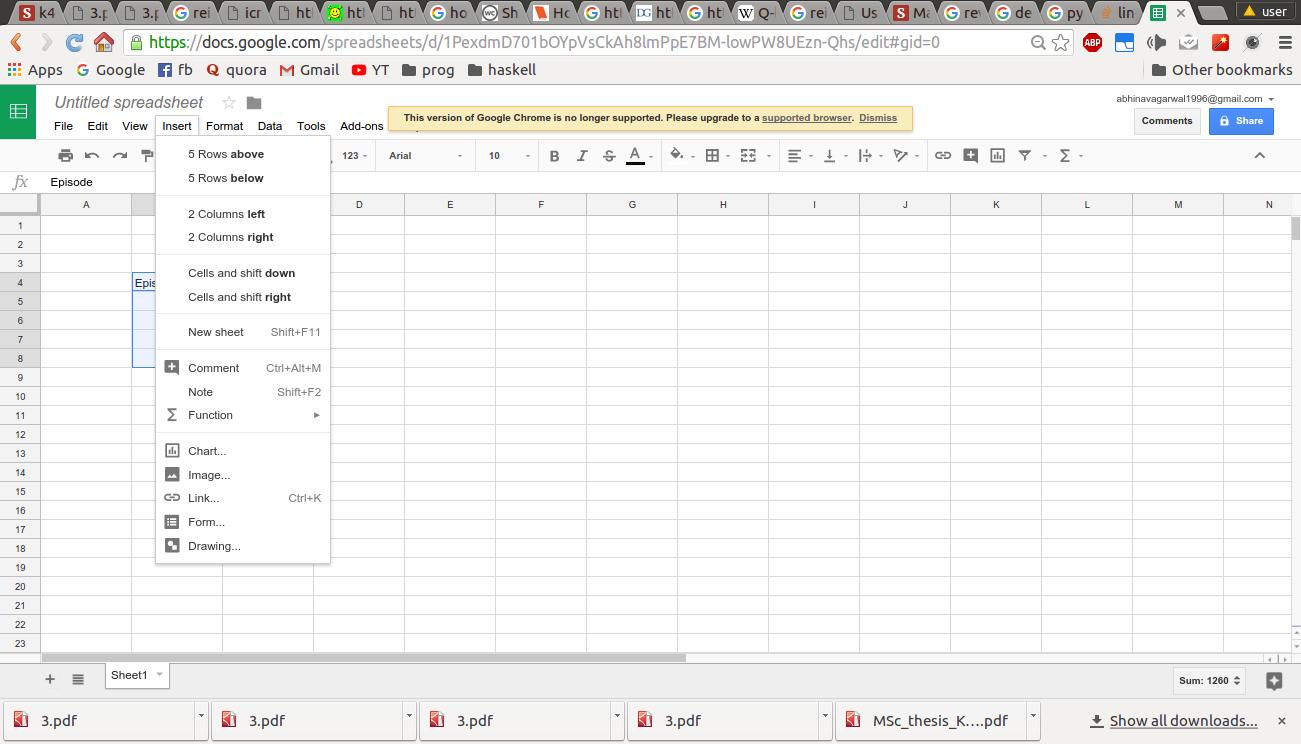 k4 3.p 3.p rei icr ht ht ht ho Sh Ho ht ht ht Q- rei Us Ma rev de py lin user
https://docs.google.com/spreadsheets/d/1PexdmD701bOYpVsCkAh8lmPpE7BM-lowPW8UEzn-Qhs/edit#gid=0
Apps Google fb quora Gmail YT prog haskell Other bookmarks
Untitled spreadsheet abhinavagarwal1996@gmail.com
File Edit View Insert Format Data Tools Add-ons This version of Google Chrome is no longer supported. Please upgrade to a supported browser. Dismiss Comments Share
123 Arial 10
fx Episode
A D E F G H I J K L M N
1
2
3
4 Epis
5
6
7
8
9
10
11
12
13
14
15
16
17
18
19
20
21
22
23
5 Rows above
5 Rows below
2 Columns left
2 Columns right
Cells and shift down
Cells and shift right
New sheet Shift+F11
Comment Ctrl+Alt+M
Note Shift+F2
Function
Chart...
Image...
Link... Ctrl+K
Form...
Drawing...
Sheet1 Sum: 1260
3.pdf 3.pdf 3.pdf 3.pdf MSc_thesis_K....pdf Show all downloads...